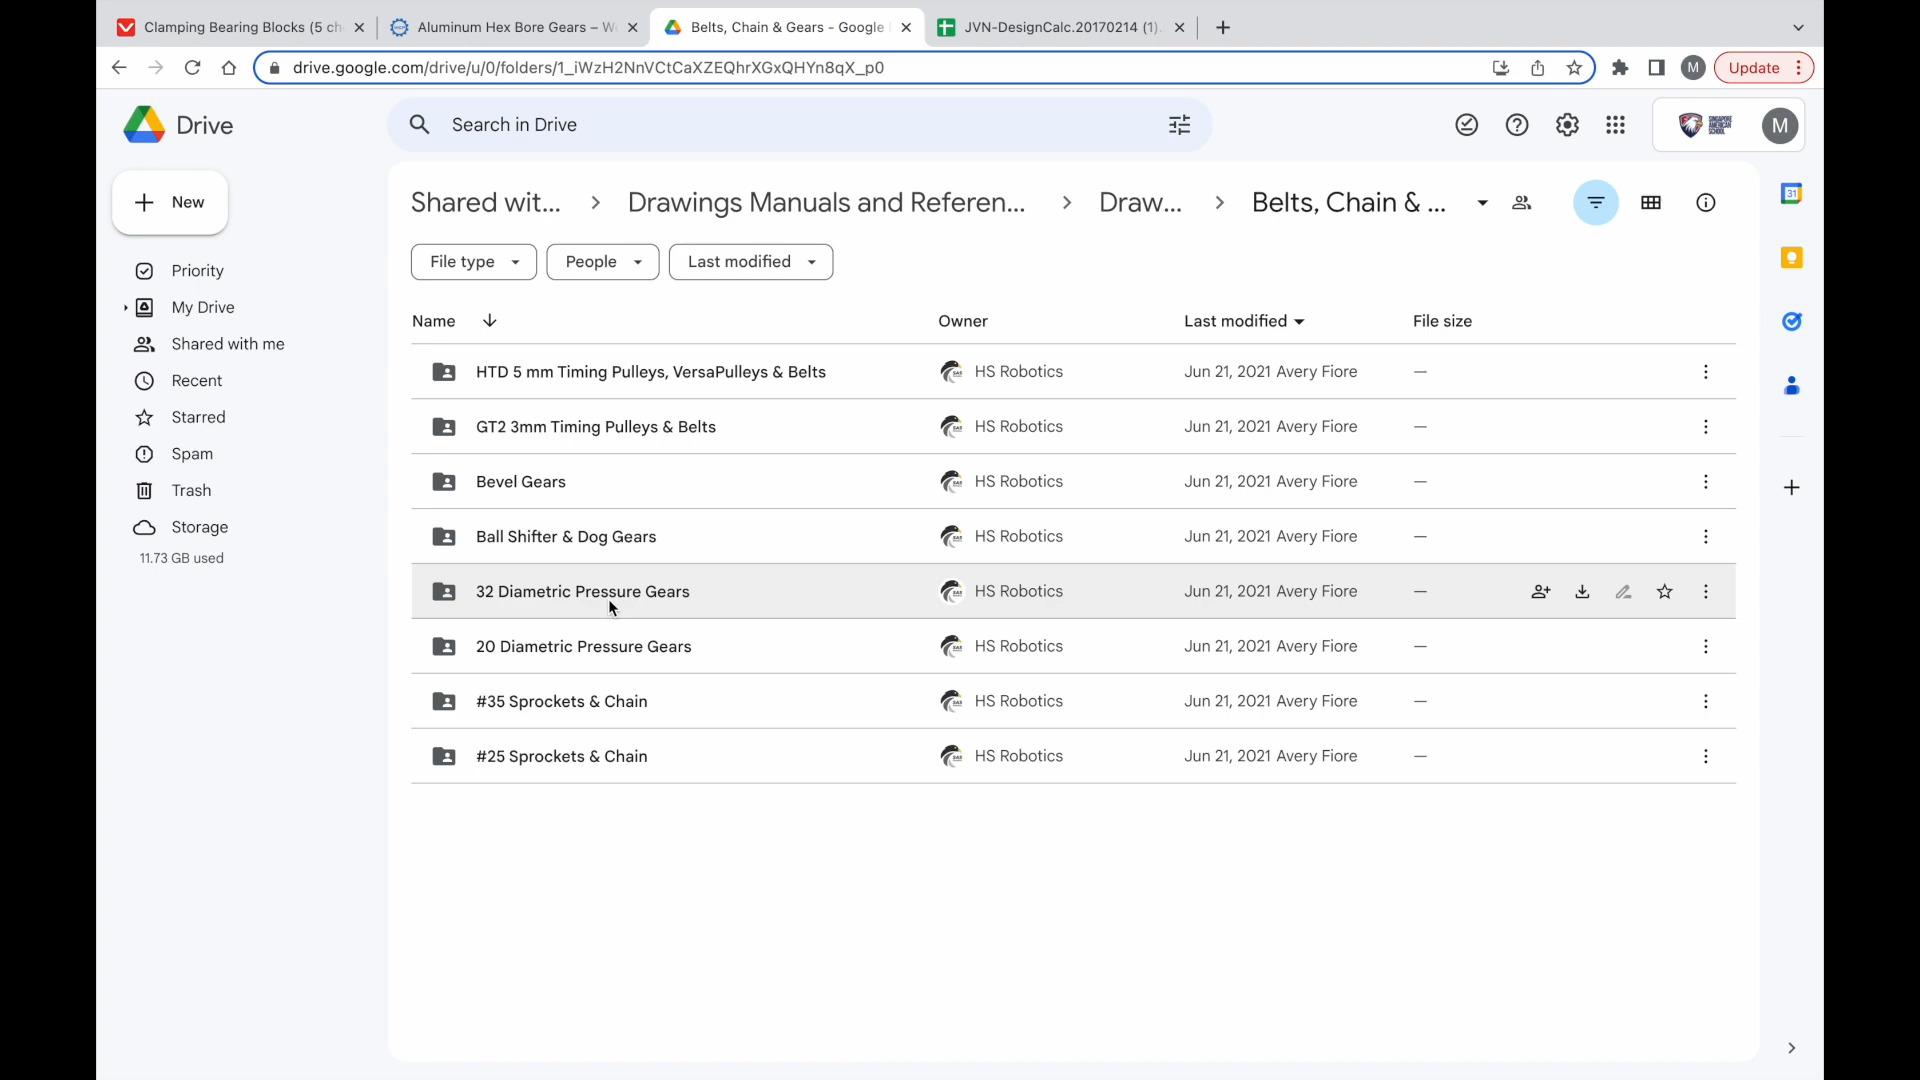 Clamping Bearing Blocks (5 ch
Aluminum Hex Bore Gears – W
Belts, Chain & Gears - Google
JVN-DesignCalc.20170214 (1).
drive.google.com/drive/u/0/folders/1_iWzH2NnVCtCaXZEQhrXGxQHYn8qX_p0
M
Update
Drive
Search in Drive
SINGAPORE
AMERICAN
SCHOOL
M
New
Shared wit... > Drawings Manuals and Referen... > Draw... > Belts, Chain & ...
File type
People
Last modified
Priority
My Drive
Shared with me
Recent
Starred
Spam
Trash
Storage
11.73 GB used
Name Owner Last modified File size
HTD 5 mm Timing Pulleys, VersaPulleys & Belts HS Robotics Jun 21, 2021 Avery Fiore —
GT2 3mm Timing Pulleys & Belts HS Robotics Jun 21, 2021 Avery Fiore —
Bevel Gears HS Robotics Jun 21, 2021 Avery Fiore —
Ball Shifter & Dog Gears HS Robotics Jun 21, 2021 Avery Fiore —
32 Diametric Pressure Gears HS Robotics Jun 21, 2021 Avery Fiore —
20 Diametric Pressure Gears HS Robotics Jun 21, 2021 Avery Fiore —
#35 Sprockets & Chain HS Robotics Jun 21, 2021 Avery Fiore —
#25 Sprockets & Chain HS Robotics Jun 21, 2021 Avery Fiore —
31